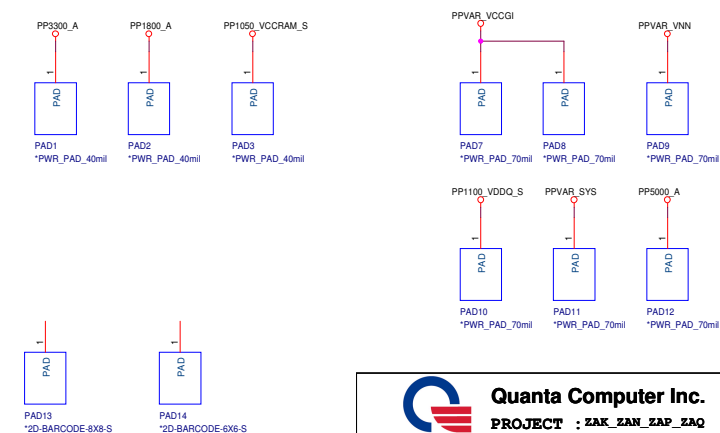 PP3300_A
PP1800_A
PP1050_VCCRAM_S
PPVAR_VCCGI
PPVAR_VNN
1
1
1
1
1
1
PAD
PAD
PAD
PAD
PAD
PAD
PAD1
*PWR_PAD_40mil
PAD2
*PWR_PAD_40mil
PAD3
*PWR_PAD_40mil
PAD7
*PWR_PAD_70mil
PAD8
*PWR_PAD_70mil
PAD9
*PWR_PAD_70mil
PP1100_VDDQ_S
PPVAR_SYS
PP5000_A
1
1
1
PAD
PAD
PAD
PAD10
*PWR_PAD_70mil
PAD11
*PWR_PAD_70mil
PAD12
*PWR_PAD_70mil
1
1
PAD
PAD
PAD13
*2D-BARCODE-8X8-S
PAD14
*2D-BARCODE-6X6-S
Quanta Computer Inc.
PROJECT : ZAK_ZAN_ZAP_ZAQ